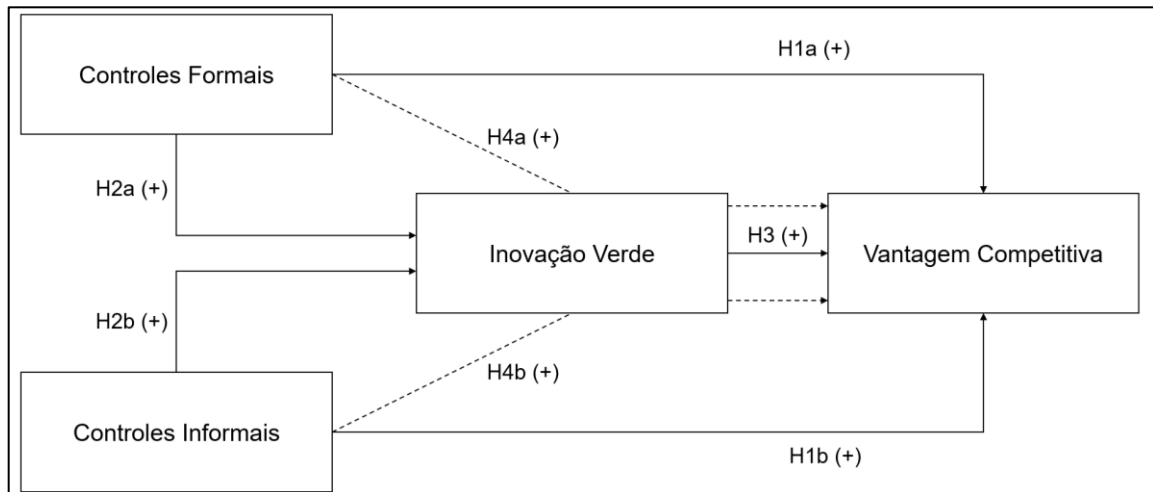 H1a (+)
Controles Formais
H4a (+)
H2a (+)
H3 (+)
Inovação Verde
Vantagem Competitiva
H2b (+)
H4b (+)
Controles Informais
H1b (+)